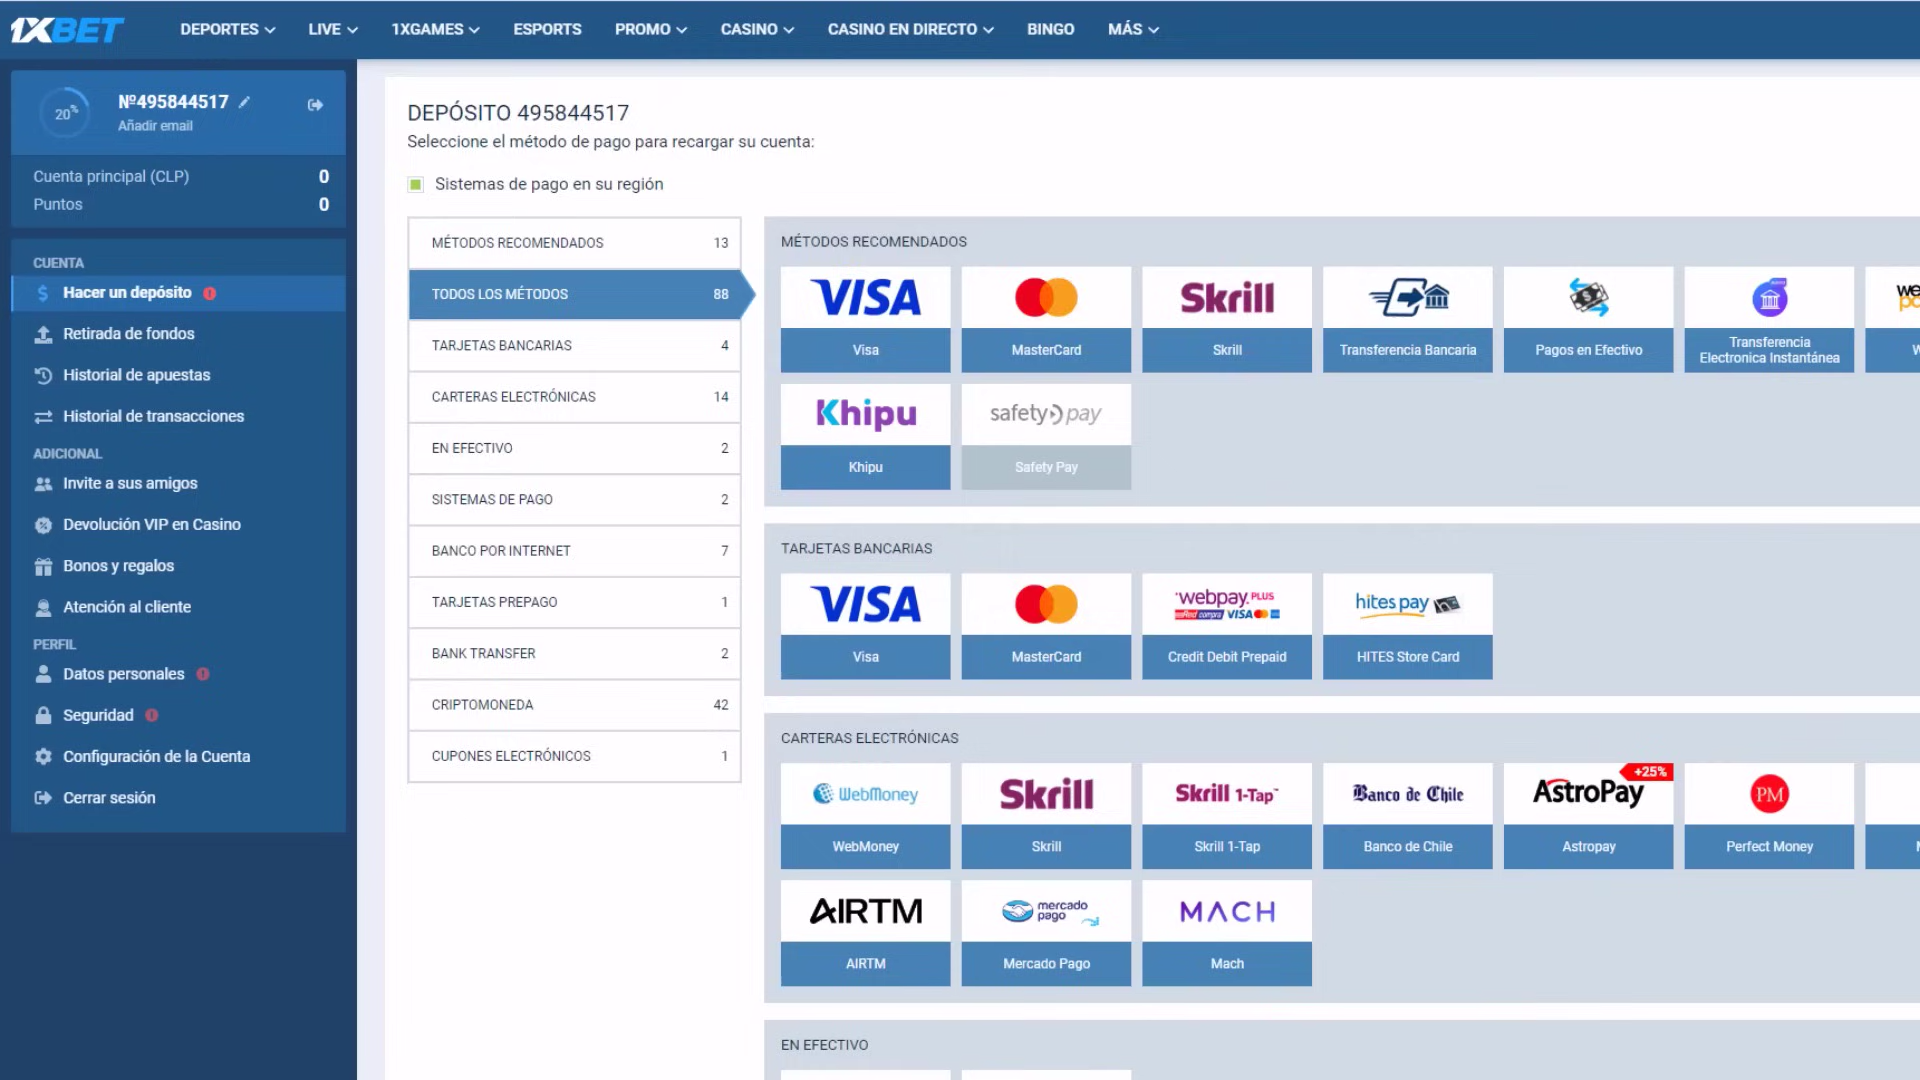 1XBET
DEPORTES
LIVE
1XGAMES
ESPORTS
PROMO
CASINO
CASINO EN DIRECTO
BINGO
MÁS
20%
№495844517
Añadir email
Cuenta principal (CLP) 0
Puntos 0
CUENTA
Hacer un depósito
Retirada de fondos
Historial de apuestas
Historial de transacciones
ADICIONAL
Invite a sus amigos
Devolución VIP en Casino
Bonos y regalos
Atención al cliente
PERFIL
Datos personales
Seguridad
Configuración de la Cuenta
Cerrar sesión
DEPÓSITO 495844517
Seleccione el método de pago para recargar su cuenta:
Sistemas de pago en su región
MÉTODOS RECOMENDADOS 13
TODOS LOS MÉTODOS 88
TARJETAS BANCARIAS 4
CARTERAS ELECTRÓNICAS 14
EN EFECTIVO 2
SISTEMAS DE PAGO 2
BANCO POR INTERNET 7
TARJETAS PREPAGO 1
BANK TRANSFER 2
CRIPTOMONEDA 42
CUPONES ELECTRÓNICOS 1
MÉTODOS RECOMENDADOS
VISA
Visa
MasterCard
Skrill
Skrill
Transferencia Bancaria
Pagos en Efectivo
Transferencia
Electronica Instantánea
Khipu
Khipu
safety pay
Safety Pay
TARJETAS BANCARIAS
VISA
Visa
MasterCard
webpay. PLUS
RedCompra VISA
Credit Debit Prepaid
hites pay
HITES Store Card
CARTERAS ELECTRÓNICAS
WebMoney
WebMoney
Skrill
Skrill
Skrill 1-Tap
Skrill 1-Tap
Banco de Chile
Banco de Chile
+25%
AstroPay
Astropay
PM
Perfect Money
AIRTM
AIRTM
mercado
pago
Mercado Pago
MACH
Mach
EN EFECTIVO